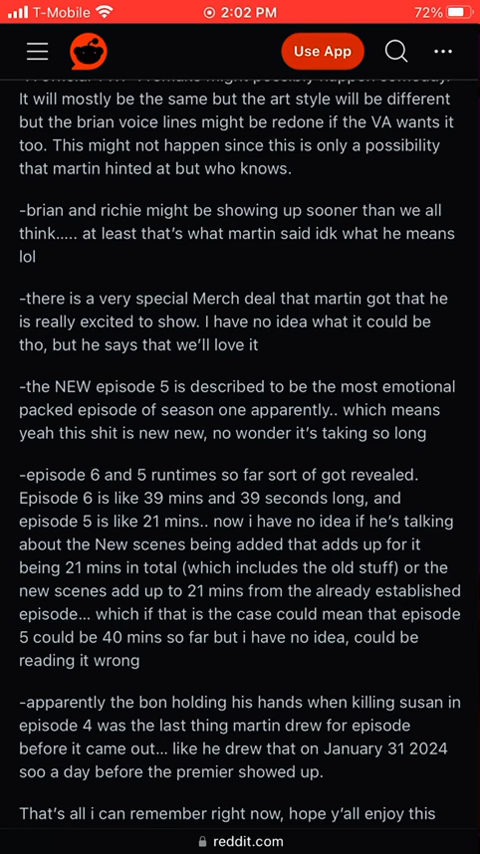 T-Mobile 2:02 PM 72%
Use App
It will mostly be the same but the art style will be different
but the brian voice lines might be redone if the VA wants it
too. This might not happen since this is only a possibility
that martin hinted at but who knows.
-brian and richie might be showing up sooner than we all
think..... at least that's what martin said idk what he means
lol
-there is a very special Merch deal that martin got that he
is really excited to show. I have no idea what it could be
tho, but he says that we'll love it
-the NEW episode 5 is described to be the most emotional
packed episode of season one apparently.. which means
yeah this shit is new new, no wonder it's taking so long
-episode 6 and 5 runtimes so far sort of got revealed.
Episode 6 is like 39 mins and 39 seconds long, and
episode 5 is like 21 mins.. now i have no idea if he's talking
about the New scenes being added that adds up for it
being 21 mins in total (which includes the old stuff) or the
new scenes add up to 21 mins from the already established
episode... which if that is the case could mean that episode
5 could be 40 mins so far but i have no idea, could be
reading it wrong
-apparently the bon holding his hands when killing susan in
episode 4 was the last thing martin drew for episode
before it came out... like he drew that on January 31 2024
soo a day before the premier showed up.
That's all i can remember right now, hope y'all enjoy this
reddit.com